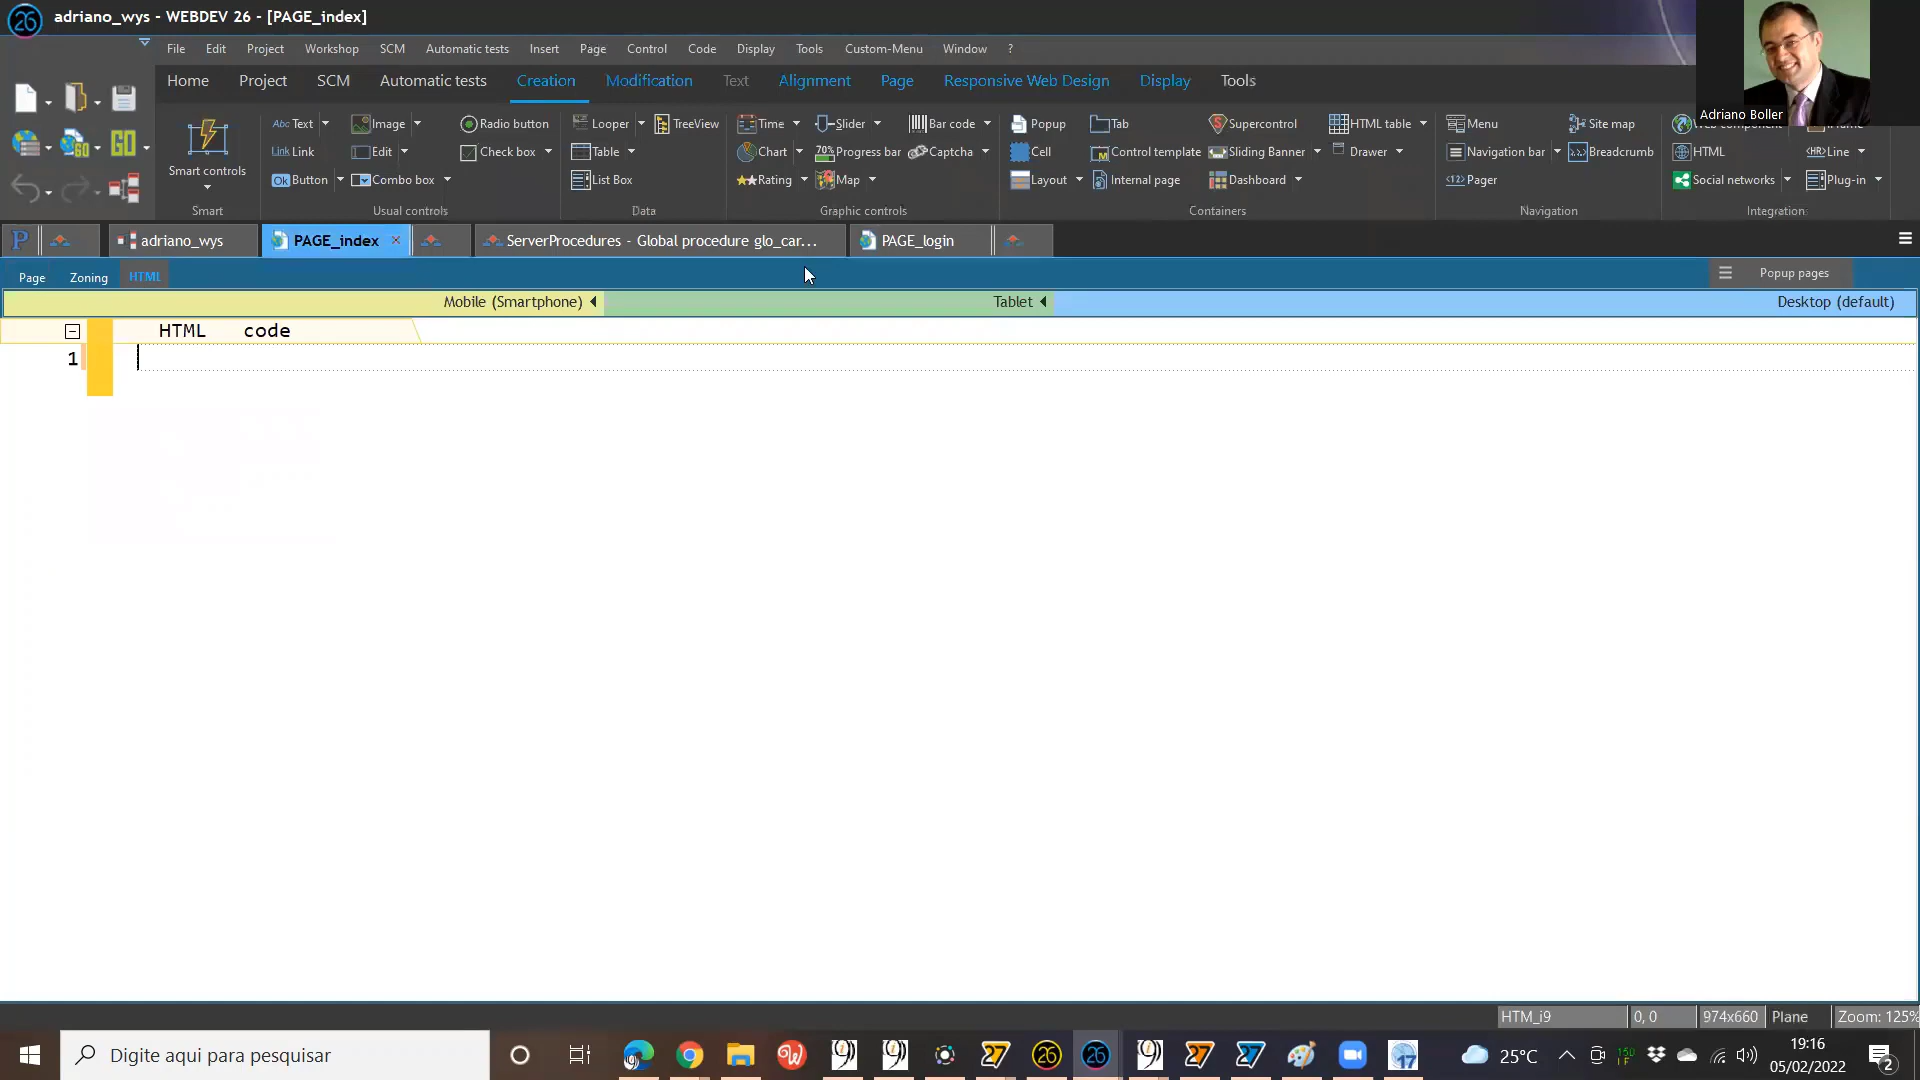 adriano_wys - WEBDEV 26 - [PAGE_index]
File Edit Project Workshop SCM Automatic tests Insert Page Control Code Display Tools Custom-Menu Window ?
Home Project SCM Automatic tests Creation Modification Text Alignment Page Responsive Web Design Display Tools
Adriano Boller
Abc Text Image Radio button Looper TreeView Time Slider Bar code Popup Tab Supercontrol HTML table Menu Site map
Link Link Edit Check box Table Chart 70% Progress bar Captcha Cell Control template Sliding Banner Drawer Navigation bar Breadcrumb HTML HR Line
Smart controls
Ok Button Combo box List Box Rating Map Layout Internal page Dashboard <12> Pager Social networks Plug-in
Smart Usual controls Data Graphic controls Containers Navigation Integration
P adriano_wys PAGE_index × ServerProcedures - Global procedure glo_car... PAGE_login
Page Zoning HTML Popup pages
Mobile (Smartphone) Tablet Desktop (default)
HTML code
1
HTM_i9 0, 0 974x660 Plane Zoom: 125%
Digite aqui para pesquisar 25°C 19:16
05/02/2022
2